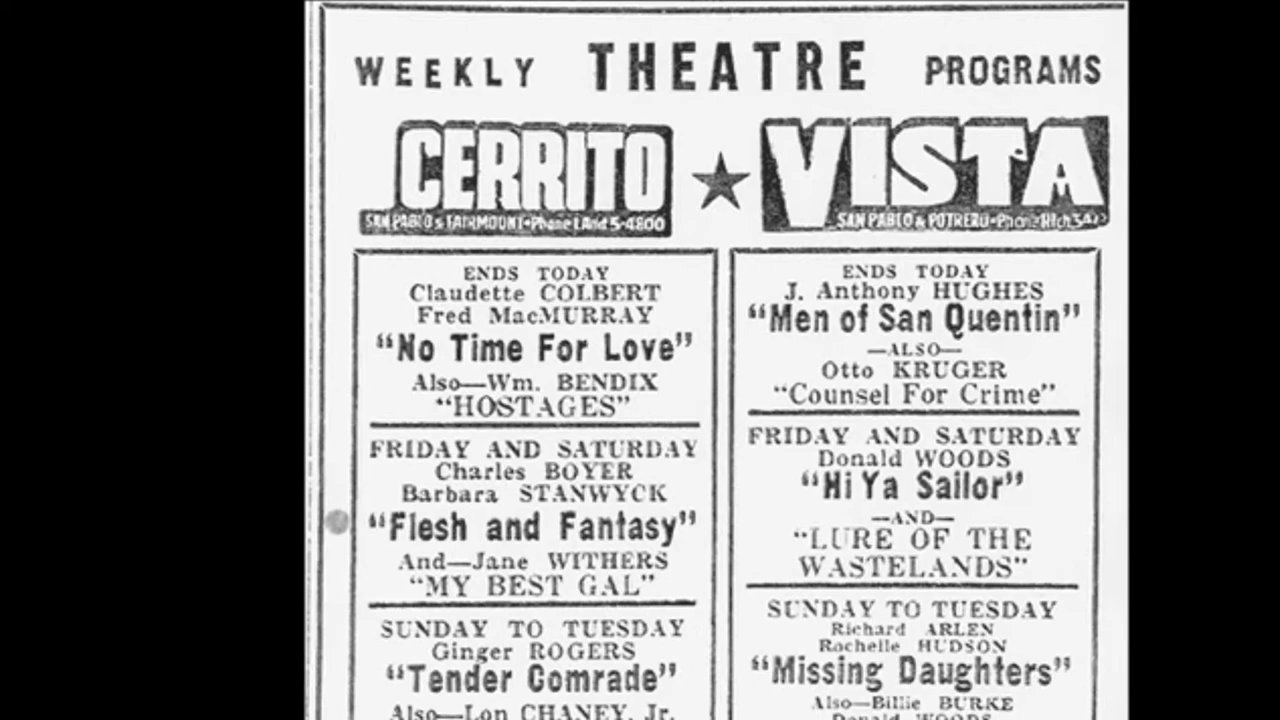 WEEKLY THEATRE PROGRAMS
CERRITO
SAN PABLO & FAIRMOUNT•Phone LAnd 5-4800
ENDS TODAY
Claudette COLBERT
Fred MacMURRAY
“No Time For Love”
Also—Wm. BENDIX
“HOSTAGES”
FRIDAY AND SATURDAY
Charles BOYER
Barbara STANWYCK
“Flesh and Fantasy”
And—Jane WITHERS
“MY BEST GAL”
SUNDAY TO TUESDAY
Ginger ROGERS
“Tender Comrade”
Also—Lon CHANEY, Jr.
VISTA
SAN PABLO & POTRERO•Phone
ENDS TODAY
J. Anthony HUGHES
“Men of San Quentin”
—ALSO—
Otto KRUGER
“Counsel For Crime”
FRIDAY AND SATURDAY
Donald WOODS
“Hi Ya Sailor”
—AND—
“LURE OF THE
WASTELANDS”
SUNDAY TO TUESDAY
Richard ARLEN
Rochelle HUDSON
“Missing Daughters”
Also—Billie BURKE
Donald WOODS